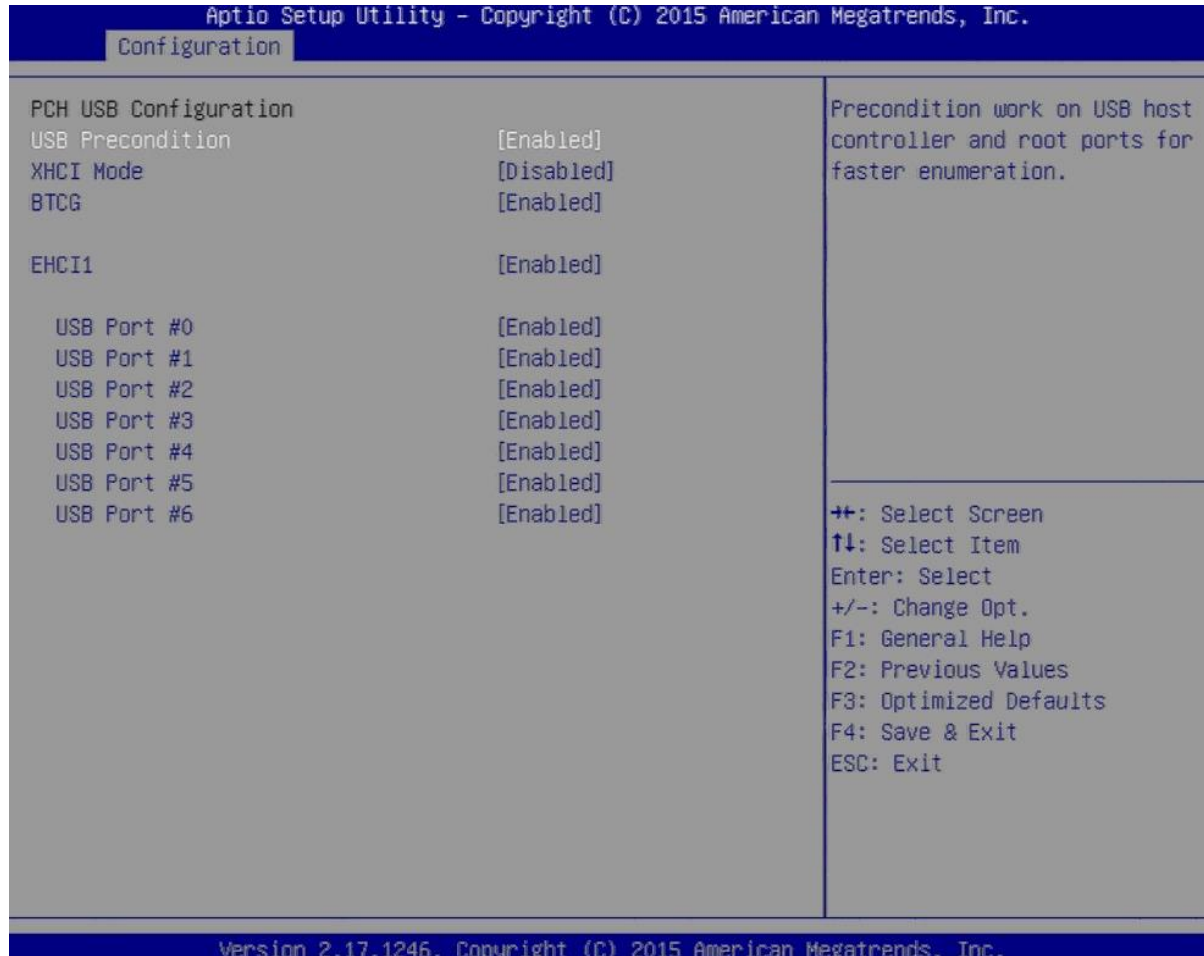 Aptio Setup Utility - Copyright (C) 2015 American Megatrends, Inc.
Configuration
PCH USB Configuration
USB Precondition [Enabled]
XHCI Mode [Disabled]
BTCG [Enabled]
EHCI1 [Enabled]
USB Port #0 [Enabled]
USB Port #1 [Enabled]
USB Port #2 [Enabled]
USB Port #3 [Enabled]
USB Port #4 [Enabled]
USB Port #5 [Enabled]
USB Port #6 [Enabled]
Precondition work on USB host
controller and root ports for
faster enumeration.
→←: Select Screen
↑↓: Select Item
Enter: Select
+/-: Change Opt.
F1: General Help
F2: Previous Values
F3: Optimized Defaults
F4: Save & Exit
ESC: Exit
Version 2.17.1246. Copyright (C) 2015 American Megatrends, Inc.